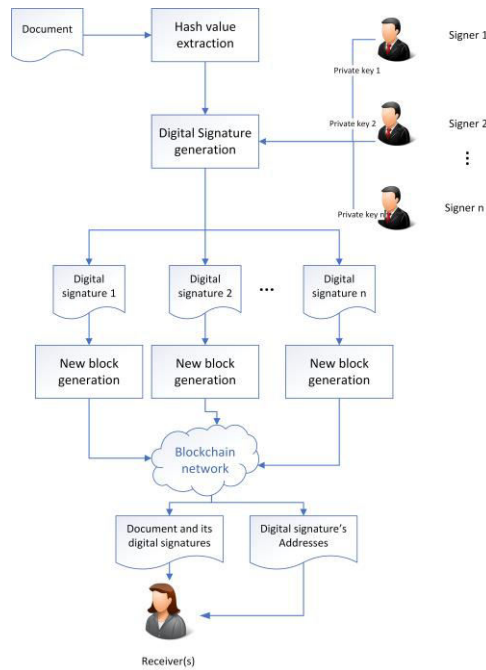 Document
Hash value
extraction
Signer 1
Private key 1
Digital Signature
generation
Private key 2
Signer 2
Private key n
Signer n
Digital
signature 1
Digital
signature 2
...
Digital
signature n
New block
generation
New block
generation
New block
generation
Blockchain
network
Document and its
digital signatures
Digital signature's
Addresses
Receiver(s)